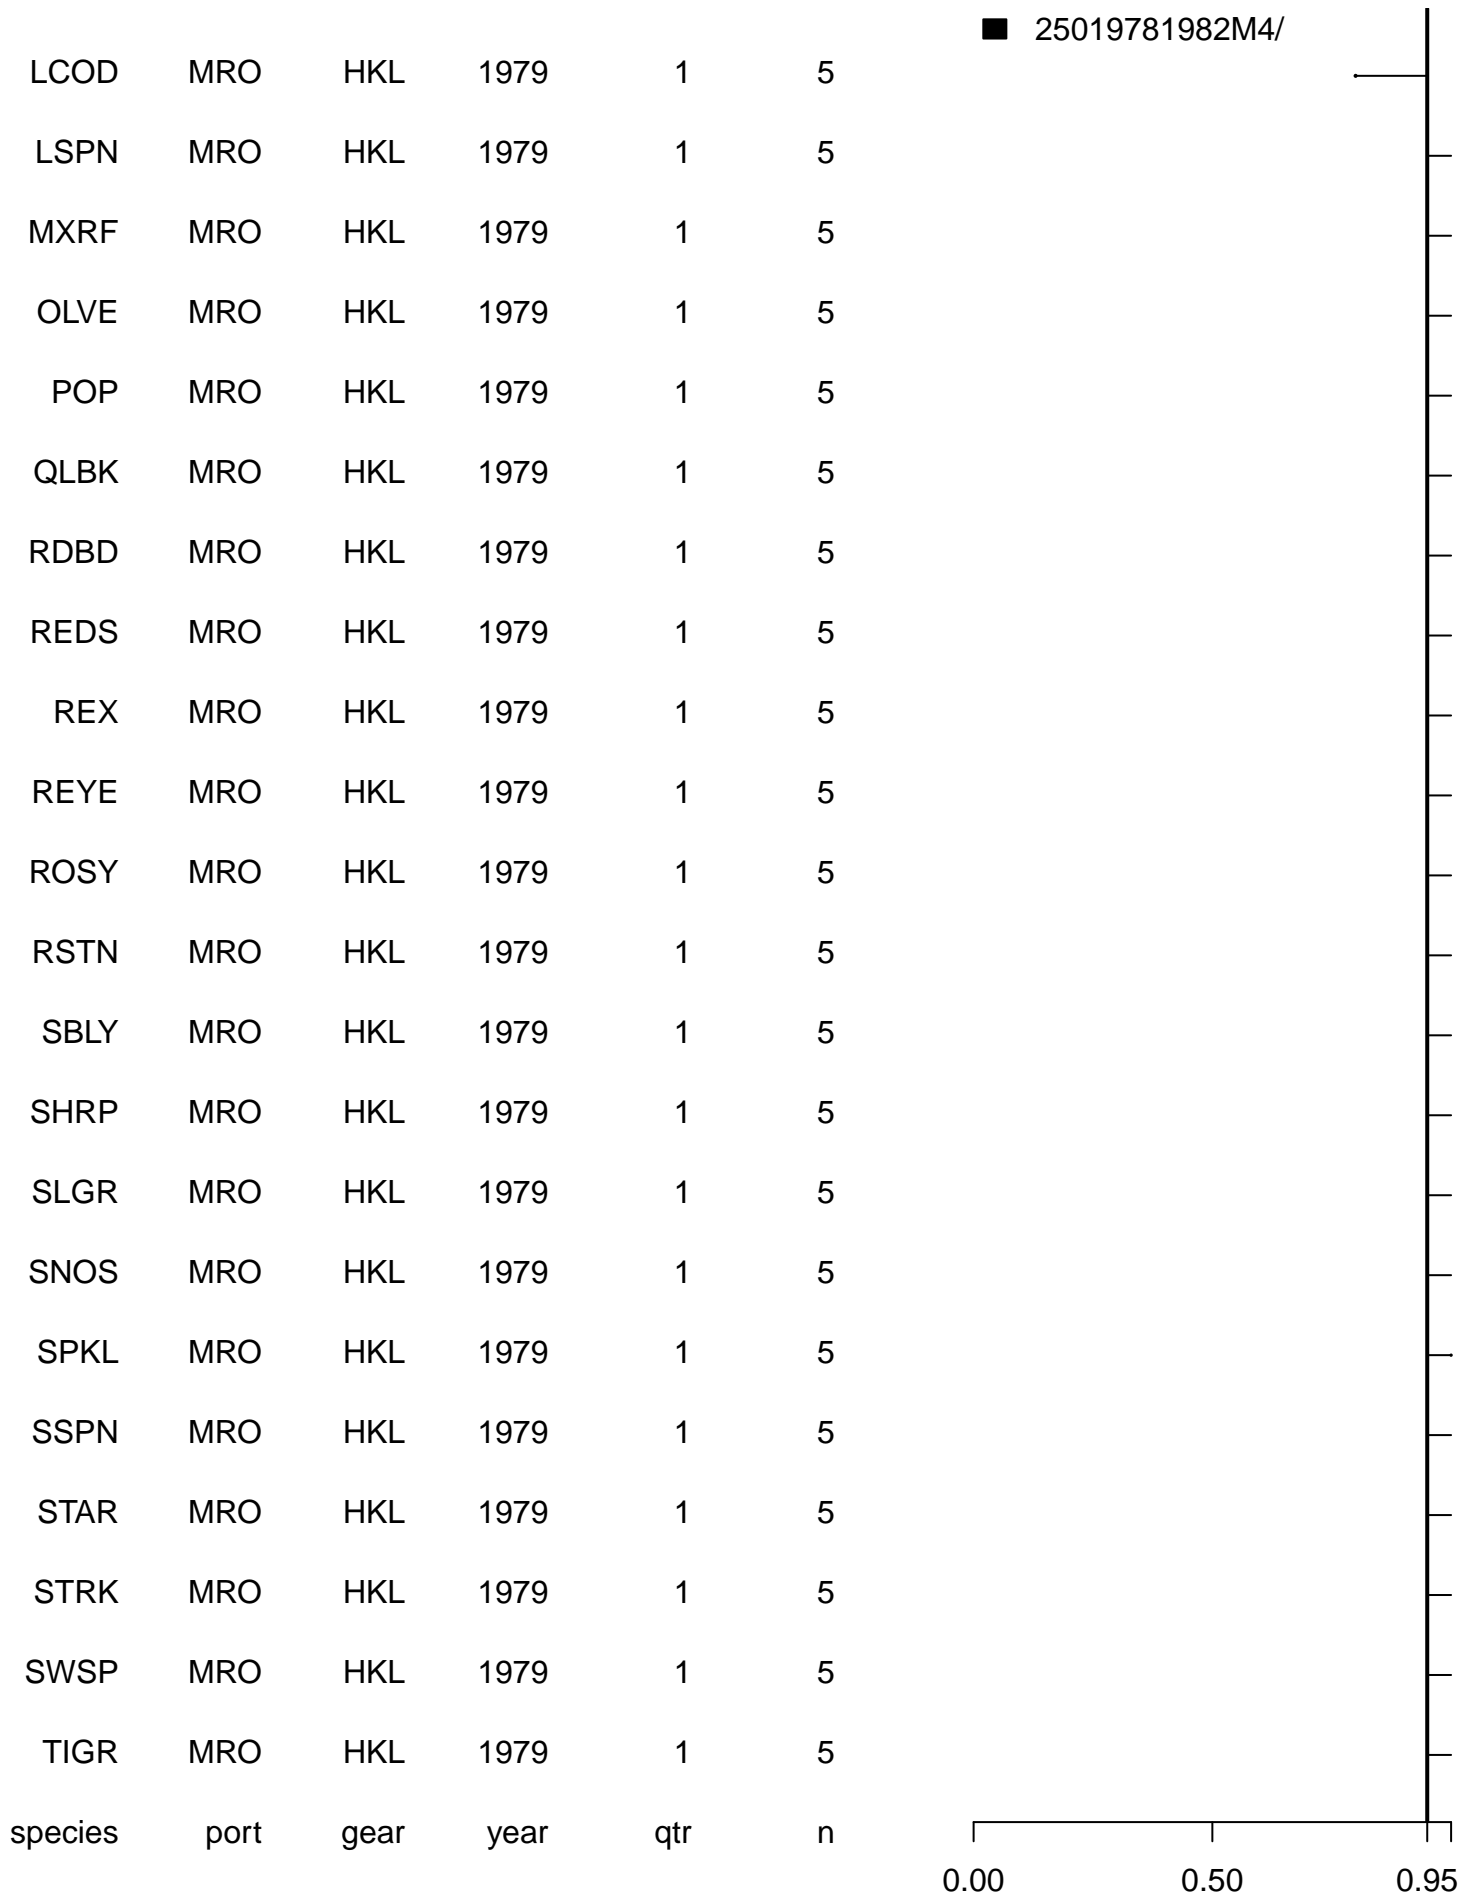 25019781982M4/
LCOD MRO HKL 1979 1 5
LSPN MRO HKL 1979 1 5
MXRF MRO HKL 1979 1 5
OLVE MRO HKL 1979 1 5
POP MRO HKL 1979 1 5
QLBK MRO HKL 1979 1 5
RDBD MRO HKL 1979 1 5
REDS MRO HKL 1979 1 5
REX MRO HKL 1979 1 5
REYE MRO HKL 1979 1 5
ROSY MRO HKL 1979 1 5
RSTN MRO HKL 1979 1 5
SBLY MRO HKL 1979 1 5
SHRP MRO HKL 1979 1 5
SLGR MRO HKL 1979 1 5
SNOS MRO HKL 1979 1 5
SPKL MRO HKL 1979 1 5
SSPN MRO HKL 1979 1 5
STAR MRO HKL 1979 1 5
STRK MRO HKL 1979 1 5
SWSP MRO HKL 1979 1 5
TIGR MRO HKL 1979 1 5
species port gear year qtr n
0.00 0.50 0.95